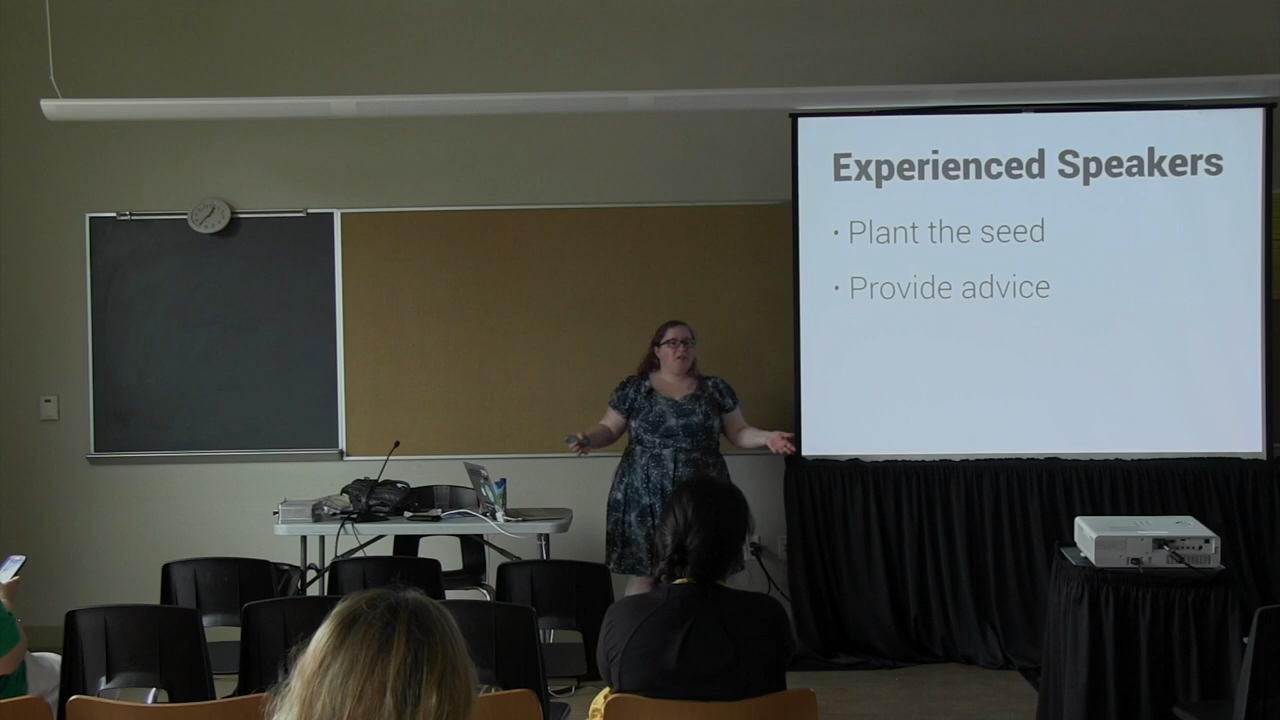 Experienced Speakers
· Plant the seed
· Provide advice